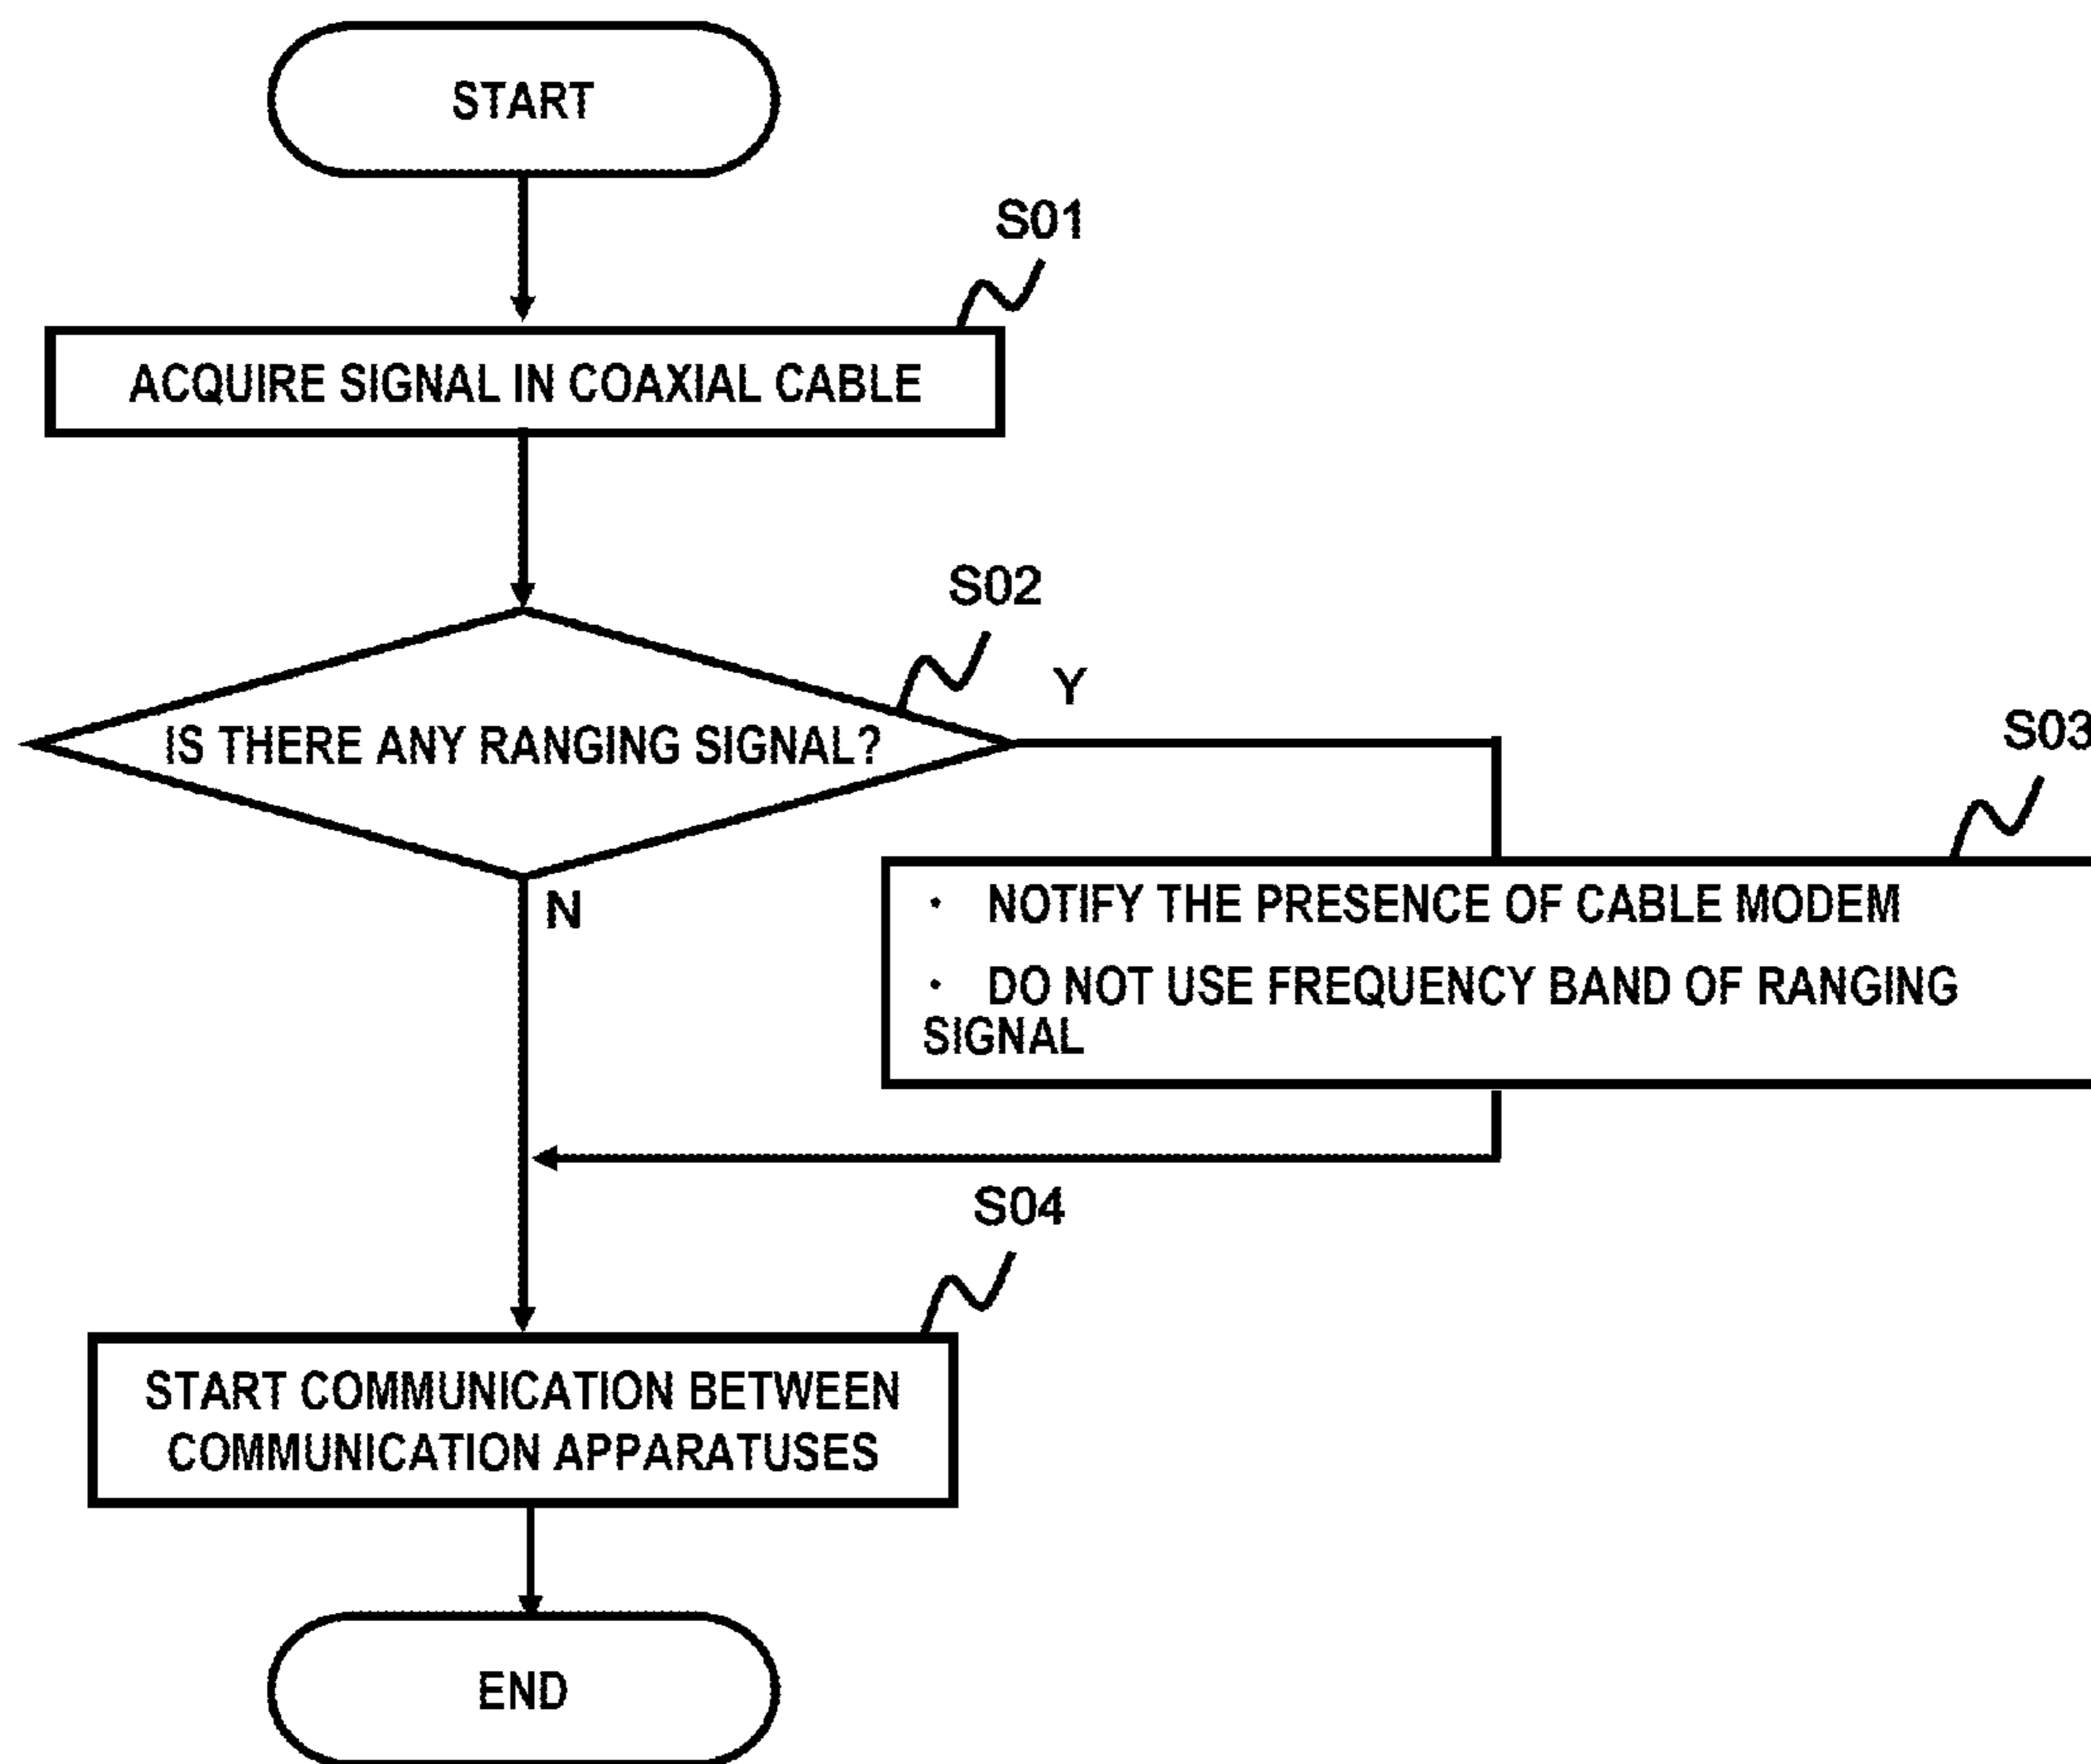 START
S01
ACQUIRE SIGNAL IN COAXIAL CABLE
S02
Y
IS THERE ANY RANGING SIGNAL?
S03
N
· NOTIFY THE PRESENCE OF CABLE MODEM
· DO NOT USE FREQUENCY BAND OF RANGING
SIGNAL
S04
START COMMUNICATION BETWEEN
COMMUNICATION APPARATUSES
END